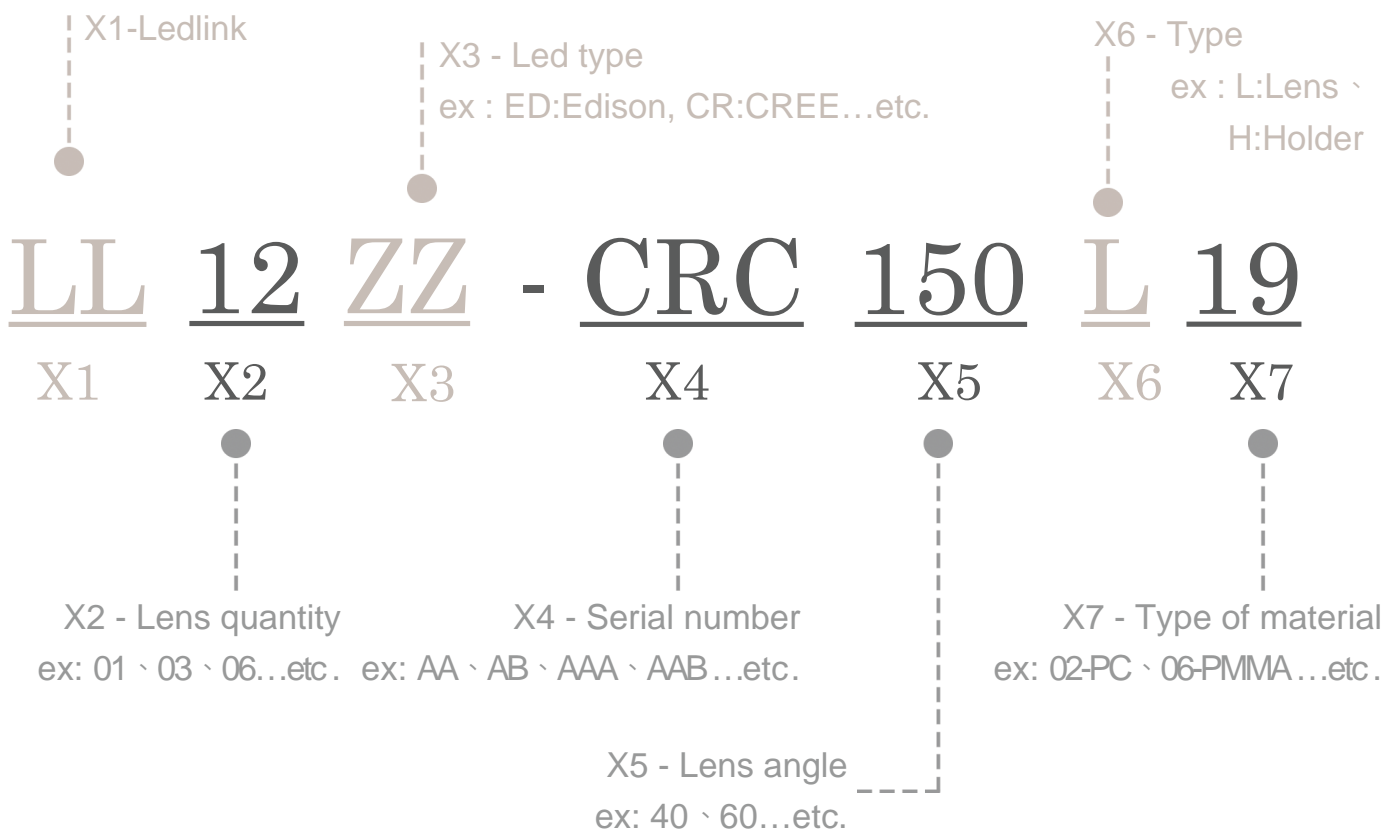 X1-Ledlink
X3 - Led type
ex : ED:Edison, CR:CREE…etc.
X6 - Type
ex : L:Lens、
H:Holder
LL 12 ZZ - CRC 150 L 19
X1 X2 X3 X4 X5 X6 X7
X2 - Lens quantity
ex: 01、03、06…etc.
X4 - Serial number
ex: AA、AB、AAA、AAB…etc.
X7 - Type of material
ex: 02-PC、06-PMMA…etc.
X5 - Lens angle
ex: 40、60…etc.